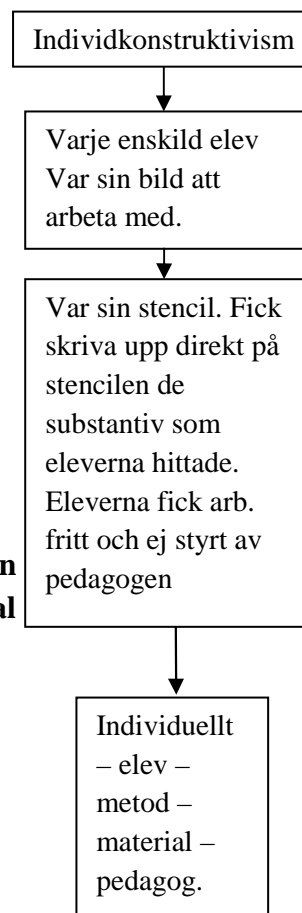 Individkonstruktivism
Varje enskild elev
Var sin bild att
arbeta med.
Var sin stencil. Fick
skriva upp direkt på
stencilen de
substantiv som
eleverna hittade.
Eleverna fick arb.
fritt och ej styrt av
pedagogen
Individuellt
– elev –
metod –
material –
pedagog.